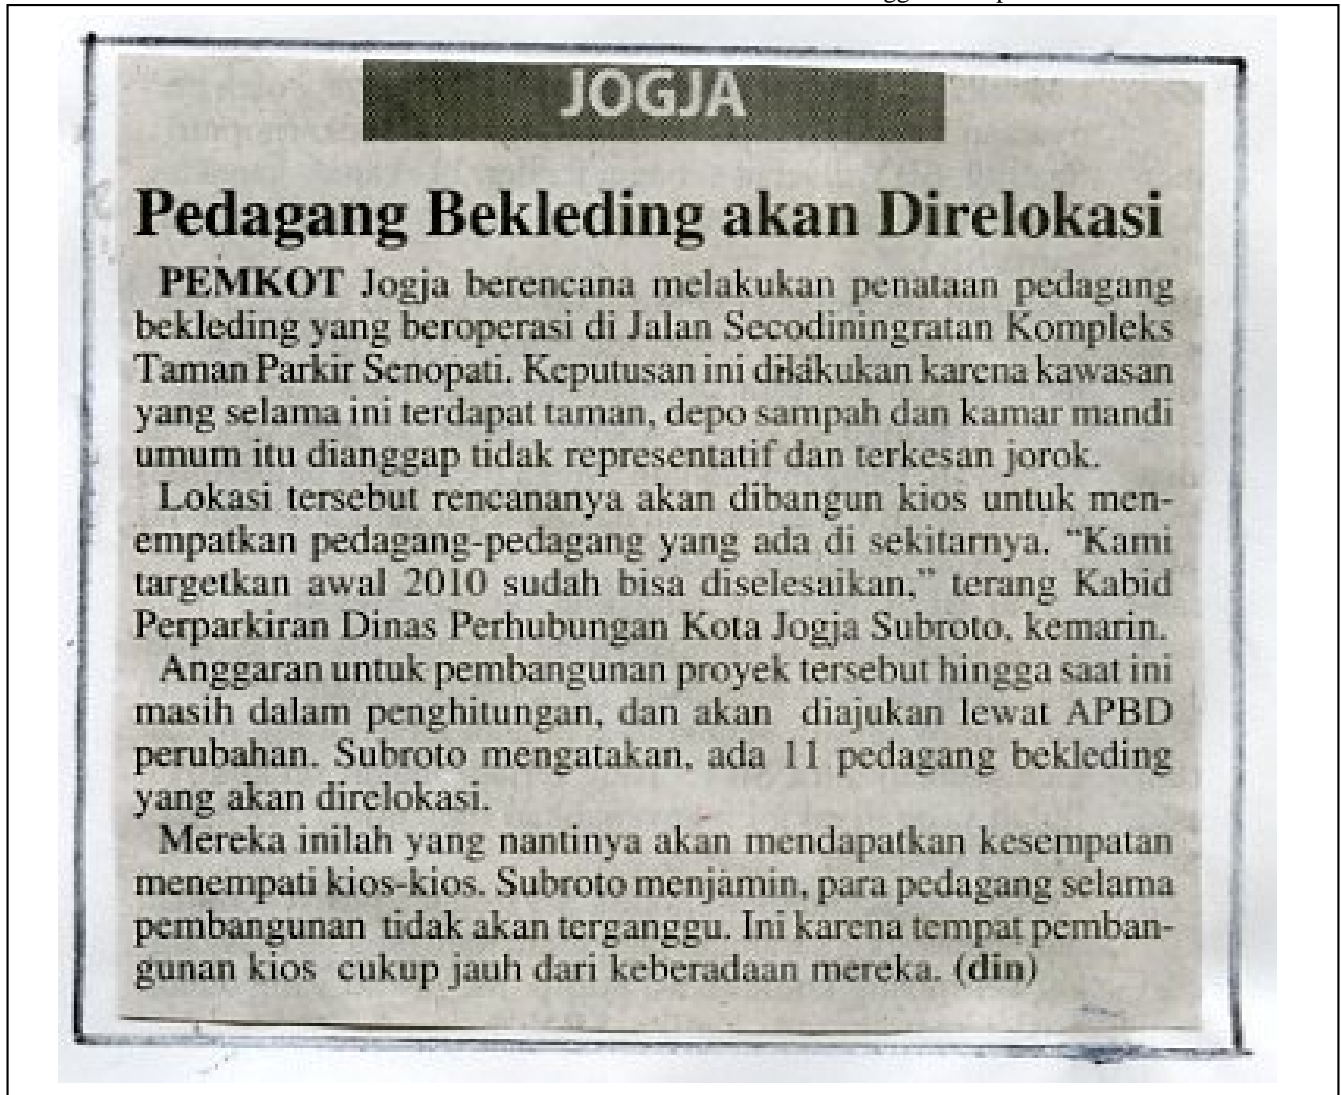 JOGJA
Pedagang Bekleding akan Direlokasi
PEMKOT Jogja berencana melakukan penataan pedagang
bekleding yang beroperasi di Jalan Secodiningratan Kompleks
Taman Parkir Senopati. Keputusan ini dilakukan karena kawasan
yang selama ini terdapat taman, depo sampah dan kamar mandi
umum itu dianggap tidak representatif dan terkesan jorok.
Lokasi tersebut rencananya akan dibangun kios untuk men-
empatkan pedagang-pedagang yang ada di sekitarnya. “Kami
targetkan awal 2010 sudah bisa diselesaikan,” terang Kabid
Perparkiran Dinas Perhubungan Kota Jogja Subroto, kemarin.
Anggaran untuk pembangunan proyek tersebut hingga saat ini
masih dalam penghitungan, dan akan diajukan lewat APBD
perubahan. Subroto mengatakan, ada 11 pedagang bekleding
yang akan direlokasi.
Mereka inilah yang nantinya akan mendapatkan kesempatan
menempati kios-kios. Subroto menjamin, para pedagang selama
pembangunan tidak akan terganggu. Ini karena tempat pemban-
gunan kios cukup jauh dari keberadaan mereka. (din)